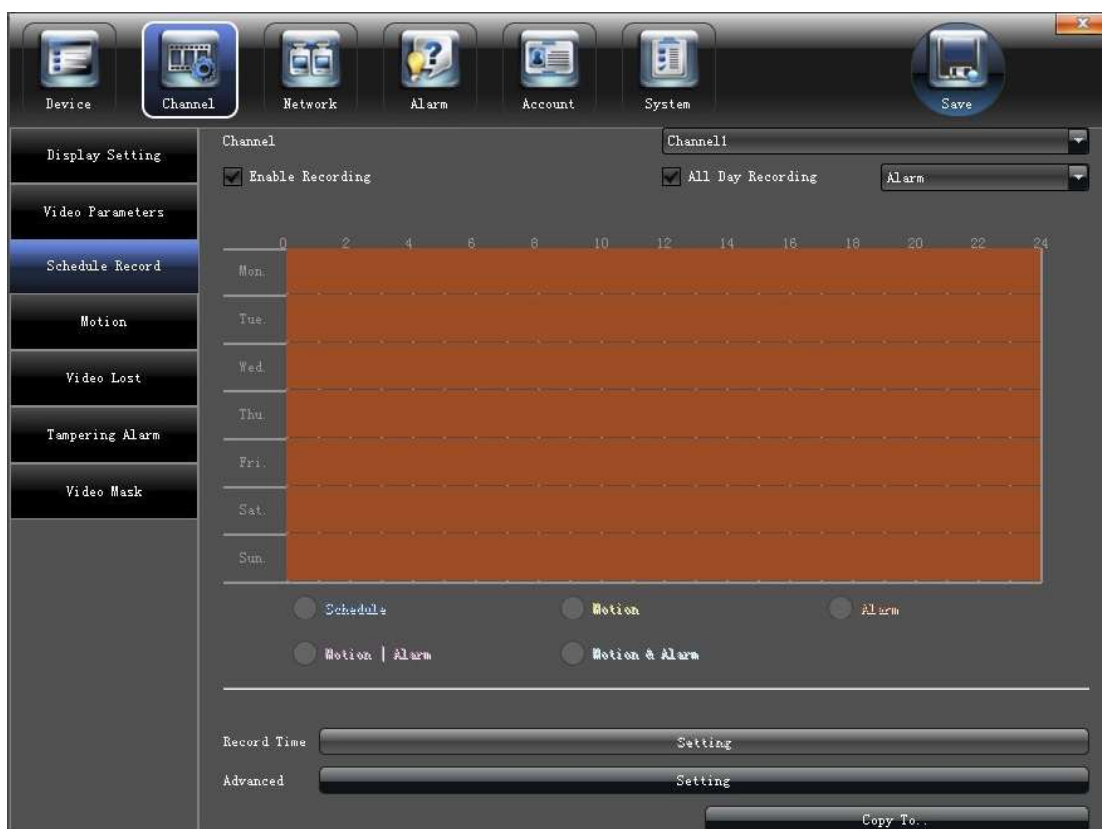 Device Channel Network Alarm Account System Save
Display Setting
Video Parameters
Schedule Record
Motion
Video Lost
Tampering Alarm
Video Mask
Channel Channel1
Enable Recording All Day Recording Alarm
0 2 4 6 8 10 12 14 16 18 20 22 24
Mon.
Tue.
Wed.
Thu.
Fri.
Sat.
Sun.
Schedule Motion Alarm
Motion | Alarm Motion & Alarm
Record Time Setting
Advanced Setting
Copy To..